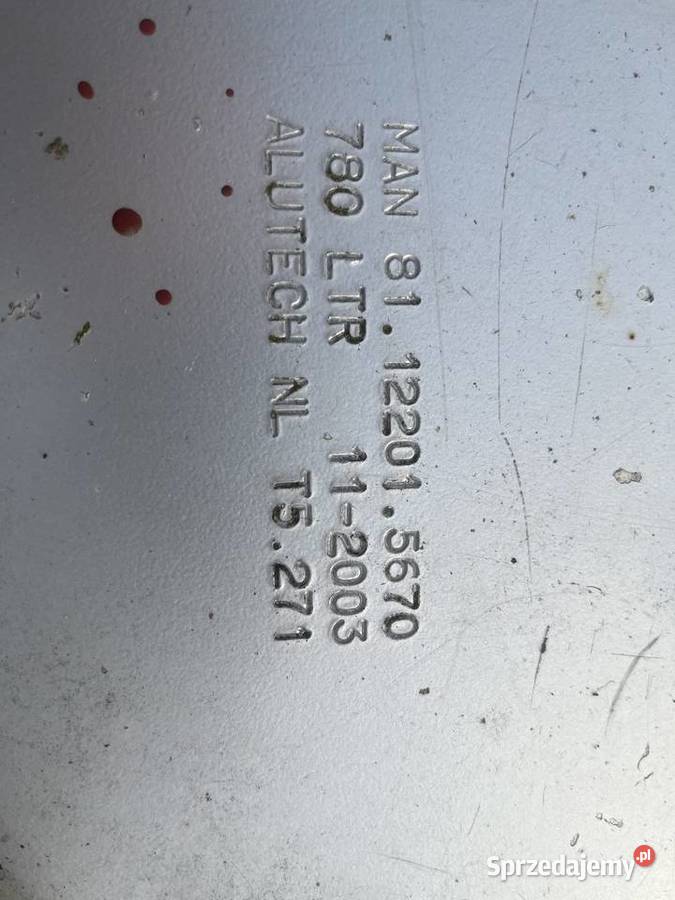 MAN 81.12201.5670
780 LTR 11-2003
ALUTECH NL T5.271
Sprzedajemy.pl